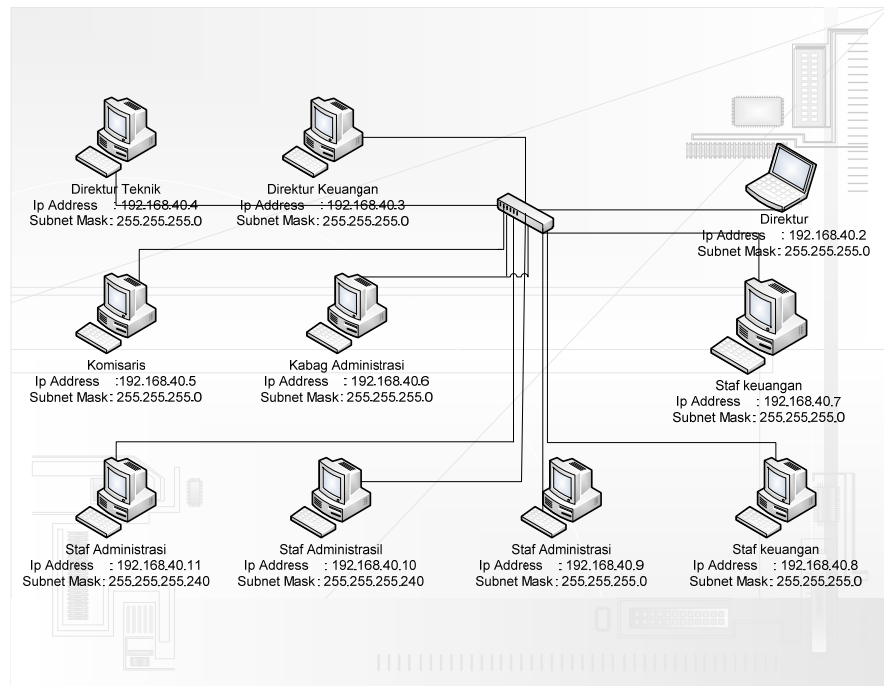 Direktur Teknik
Ip Address : 192.168.40.4
Subnet Mask : 255.255.255.0
Direktur Keuangan
Ip Address : 192.168.40.3
Subnet Mask : 255.255.255.0
Direktur
Ip Address : 192.168.40.2
Subnet Mask : 255.255.255.0
Komisaris
Ip Address :192.168.40.5
Subnet Mask : 255.255.255.0
Kabag Administrasi
Ip Address : 192.168.40.6
Subnet Mask : 255.255.255.0
Staf keuangan
Ip Address : 192.168.40.7
Subnet Mask : 255.255.255.0
Staf Administrasi
Ip Address : 192.168.40.11
Subnet Mask : 255.255.255.240
Staf Administrasil
Ip Address : 192.168.40.10
Subnet Mask : 255.255.255.240
Staf Administrasi
Ip Address : 192.168.40.9
Subnet Mask : 255.255.255.0
Staf keuangan
Ip Address : 192.168.40.8
Subnet Mask : 255.255.255.0